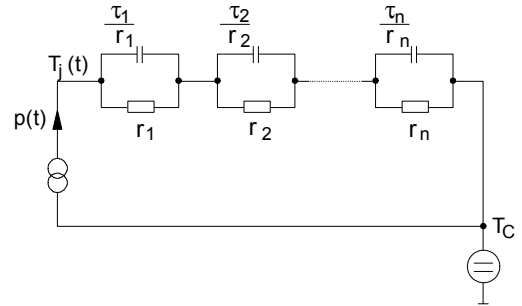 τ1 τ2 τn
r1 r2 rn
Tj(t)
r1 r2 rn
p(t)
TC